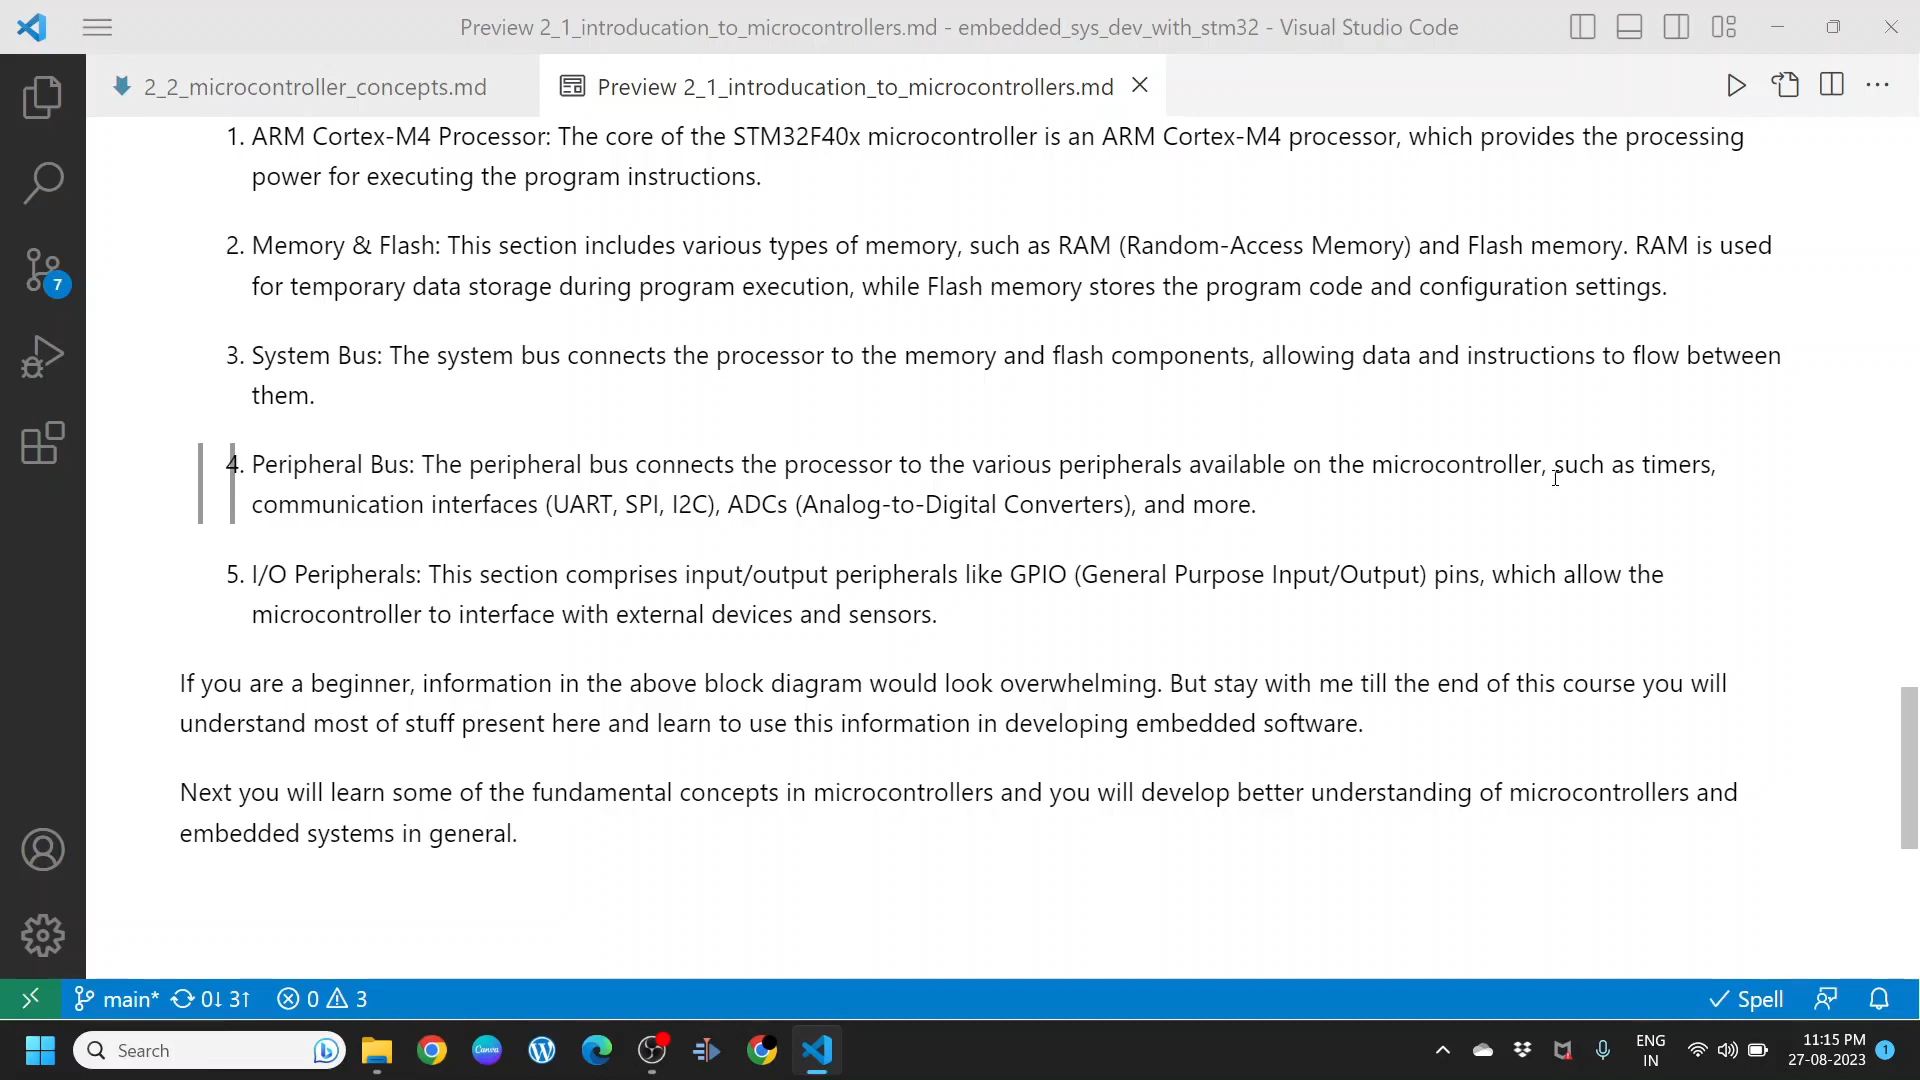 Preview 2_1_introducation_to_microcontrollers.md - embedded_sys_dev_with_stm32 - Visual Studio Code
2_2_microcontroller_concepts.md
Preview 2_1_introducation_to_microcontrollers.md
1. ARM Cortex-M4 Processor: The core of the STM32F40x microcontroller is an ARM Cortex-M4 processor, which provides the processing
power for executing the program instructions.
2. Memory & Flash: This section includes various types of memory, such as RAM (Random-Access Memory) and Flash memory. RAM is used
for temporary data storage during program execution, while Flash memory stores the program code and configuration settings.
3. System Bus: The system bus connects the processor to the memory and flash components, allowing data and instructions to flow between
them.
4. Peripheral Bus: The peripheral bus connects the processor to the various peripherals available on the microcontroller, such as timers,
communication interfaces (UART, SPI, I2C), ADCs (Analog-to-Digital Converters), and more.
5. I/O Peripherals: This section comprises input/output peripherals like GPIO (General Purpose Input/Output) pins, which allow the
microcontroller to interface with external devices and sensors.
If you are a beginner, information in the above block diagram would look overwhelming. But stay with me till the end of this course you will
understand most of stuff present here and learn to use this information in developing embedded software.
Next you will learn some of the fundamental concepts in microcontrollers and you will develop better understanding of microcontrollers and
embedded systems in general.
7
main* 0↓ 3↑ 0 3
Spell
Search
Canva
ENG
IN
11:15 PM
27-08-2023
1